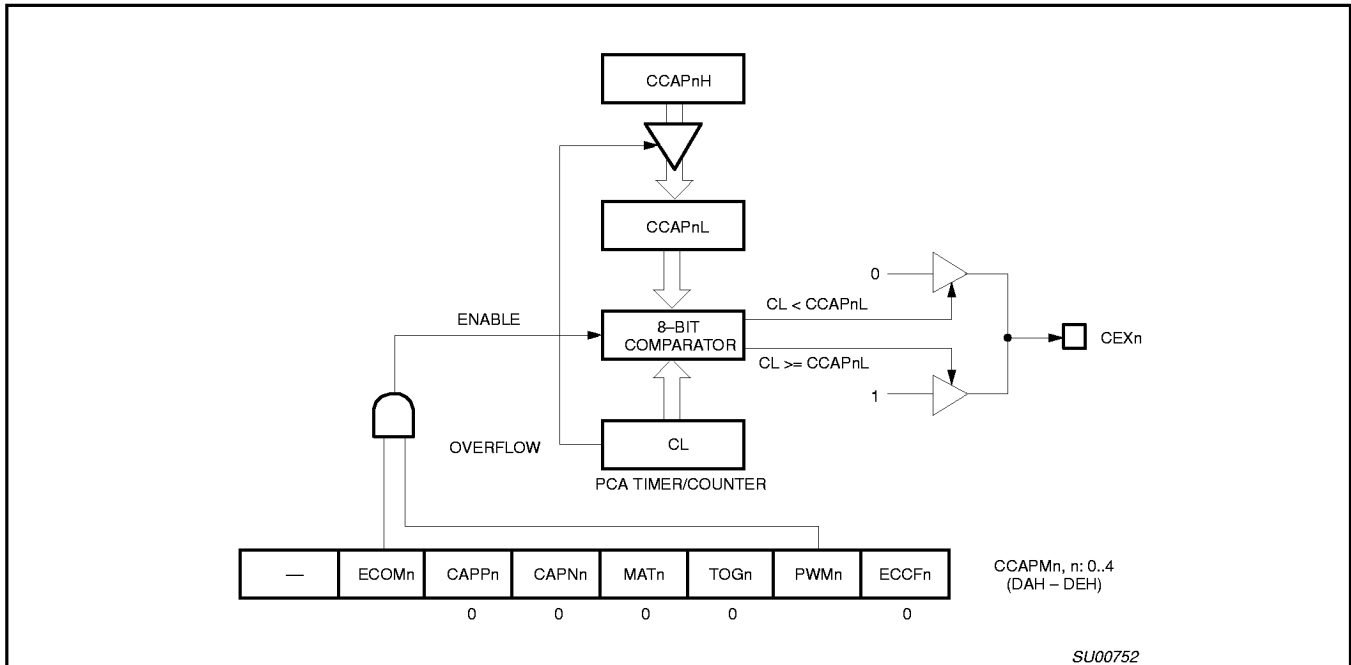 CCAPnH
CCAPnL
0
CL < CCAPnL
ENABLE
8–BIT
COMPARATOR
CEXn
CL >= CCAPnL
1
OVERFLOW
CL
PCA TIMER/COUNTER
— ECOMn CAPPn CAPNn MATn TOGn PWMn ECCFn
CCAPMn, n: 0..4
(DAH – DEH)
0 0 0 0 0
SU00752